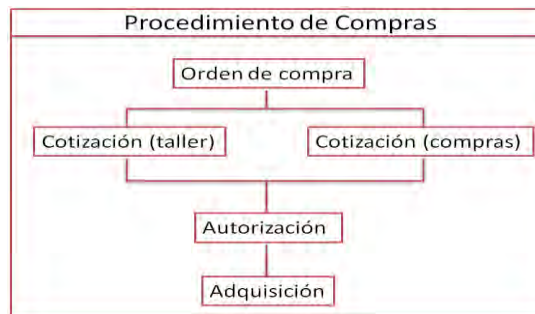 Procedimiento de Compras
Orden de compra
Cotización (taller)
Cotización (compras)
Autorización
Adquisición